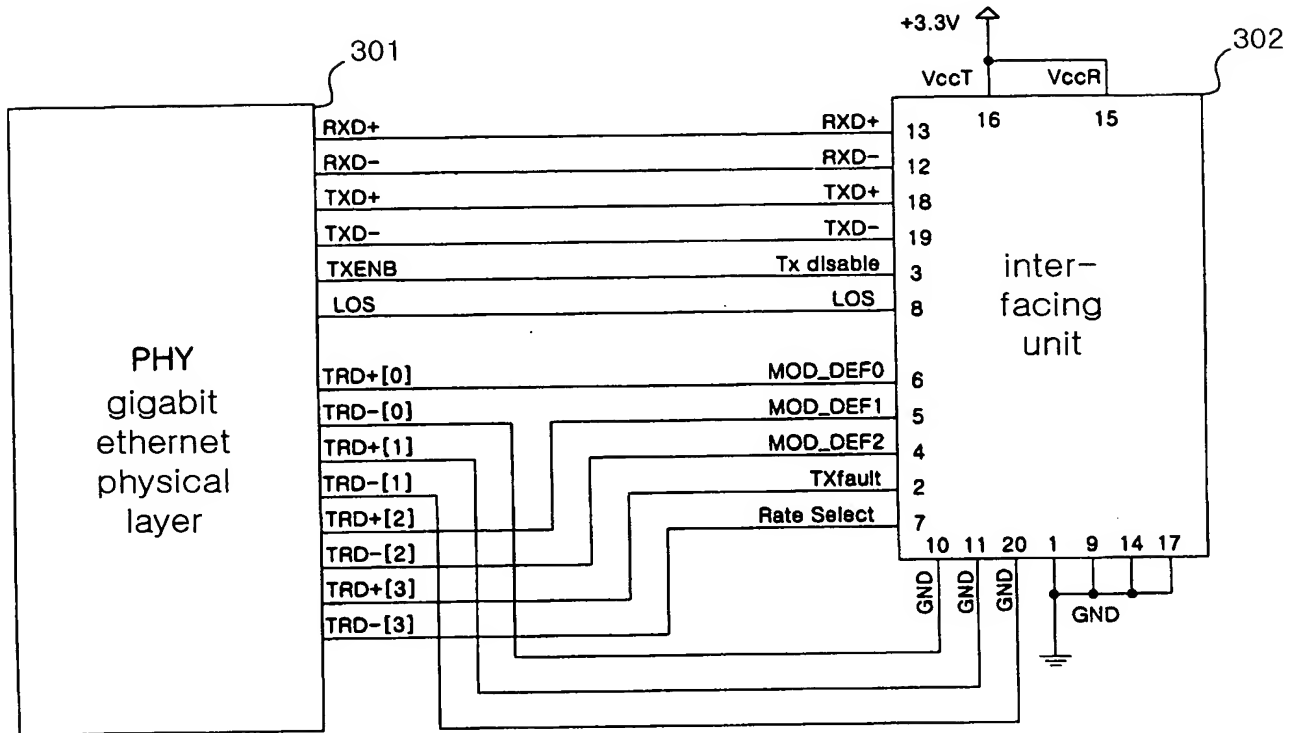 +3.3V
301
302
VccT
VccR
16
15
RXD+
RXD+
13
RXD-
RXD-
12
TXD+
TXD+
18
TXD-
TXD-
19
TXENB
Tx disable
3
LOS
LOS
8
inter-
facing
unit
PHY
gigabit
ethernet
physical
layer
TRD+[0]
MOD_DEF0
6
TRD-[0]
MOD_DEF1
5
TRD+[1]
MOD_DEF2
4
TRD-[1]
TXfault
2
TRD+[2]
Rate Select
7
TRD-[2]
10
11
20
1
9
14
17
TRD+[3]
GND
GND
GND
GND
TRD-[3]